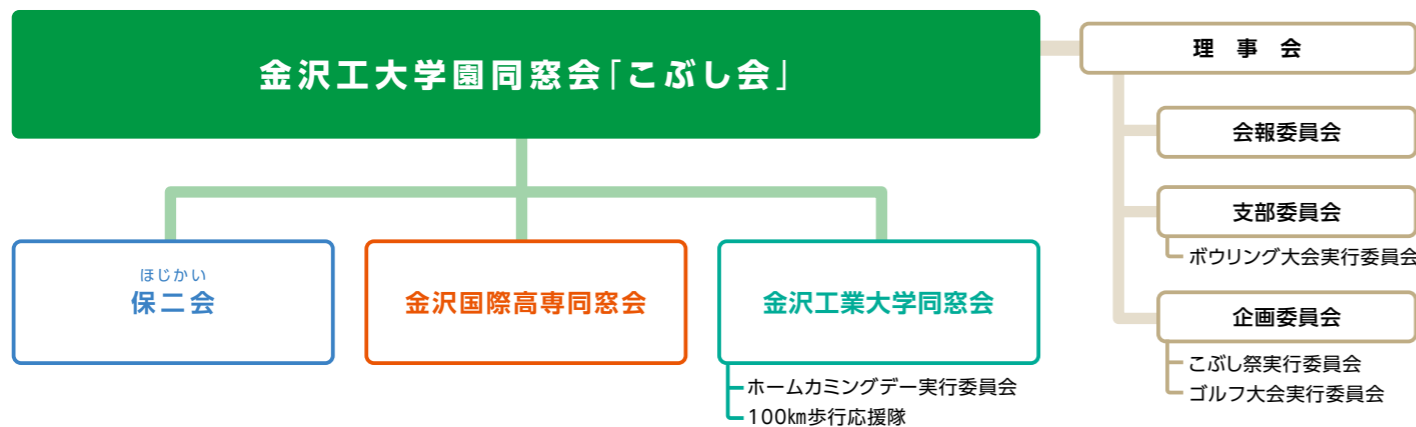 金沢工大学園同窓会「こぶし会」
ほじかい
保二会
金沢国際高専同窓会
金沢工業大学同窓会
ホームカミングデー実行委員会
100㎞歩行応援隊
理事会
会報委員会
支部委員会
ボウリング大会実行委員会
企画委員会
こぶし祭実行委員会
ゴルフ大会実行委員会